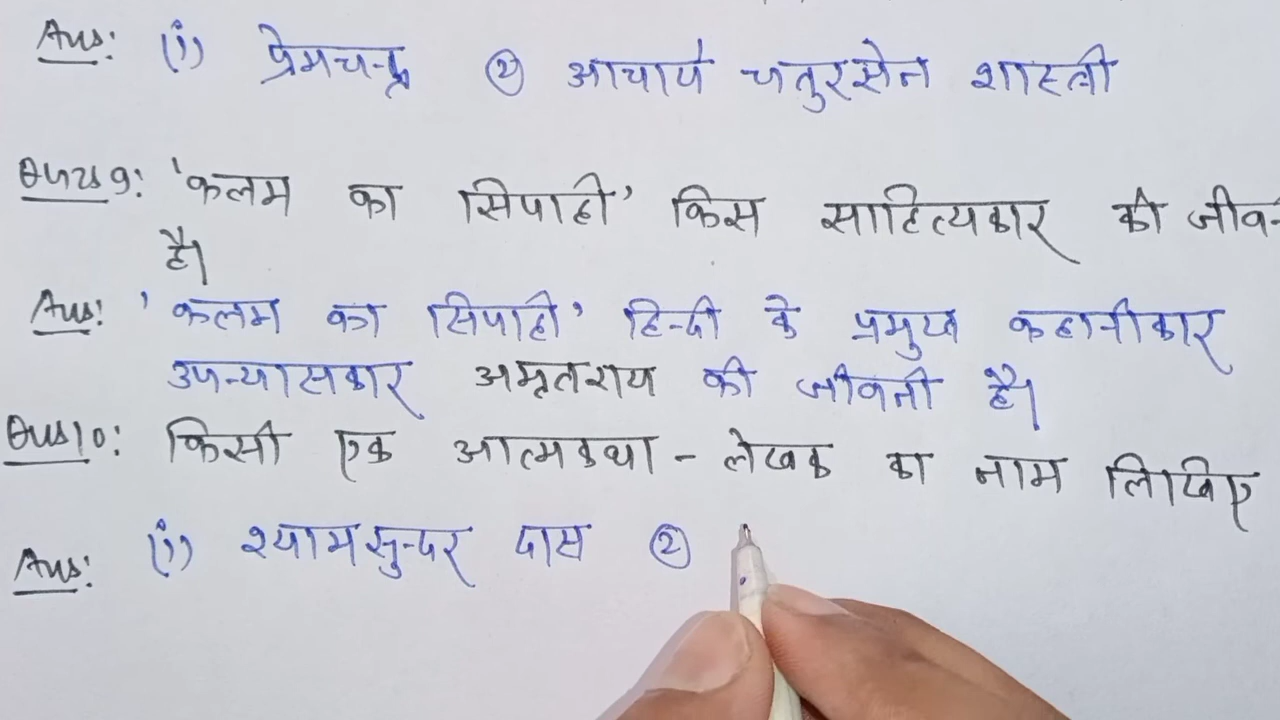 Ans: (i) प्रेमचन्द्र (2) आचार्य चतुरसेन शास्त्री
Ques 9: 'कलम का सिपाही' किस साहित्यकार की
है।
Ans: 'कलम का सिपाही' हिन्दी के प्रमुख कहानीकार
उपन्यासकार अमृतराय की जीवनी है।
Ques 10: किसी एक आत्मकथा - लेखक का नाम लिखिए
Ans: (i) श्यामसुन्दर दास (2)